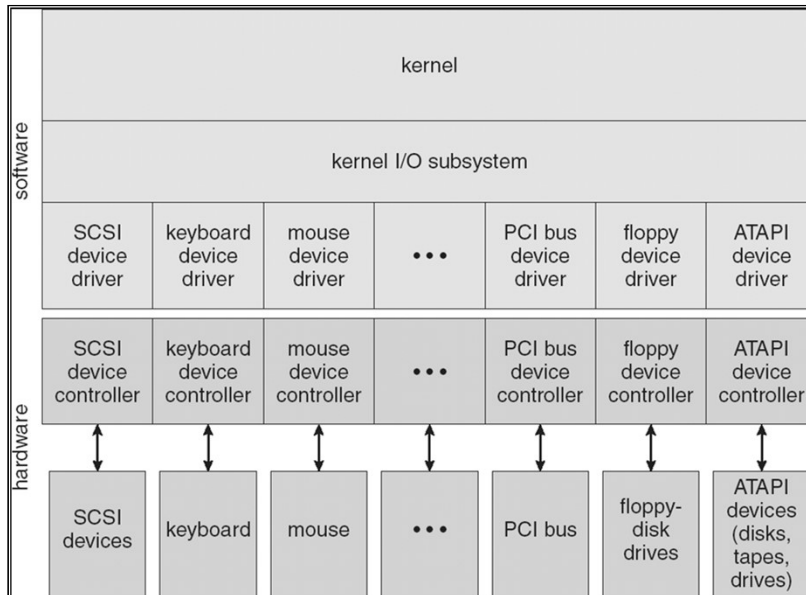 software
kernel
kernel I/O subsystem
SCSI
device
driver
keyboard
device
driver
mouse
device
driver
•••
PCI bus
device
driver
floppy
device
driver
ATAPI
device
driver
hardware
SCSI
device
controller
keyboard
device
controller
mouse
device
controller
•••
PCI bus
device
controller
floppy
device
controller
ATAPI
device
controller
SCSI
devices
keyboard
mouse
•••
PCI bus
floppy-
disk
drives
ATAPI
devices
(disks,
tapes,
drives)